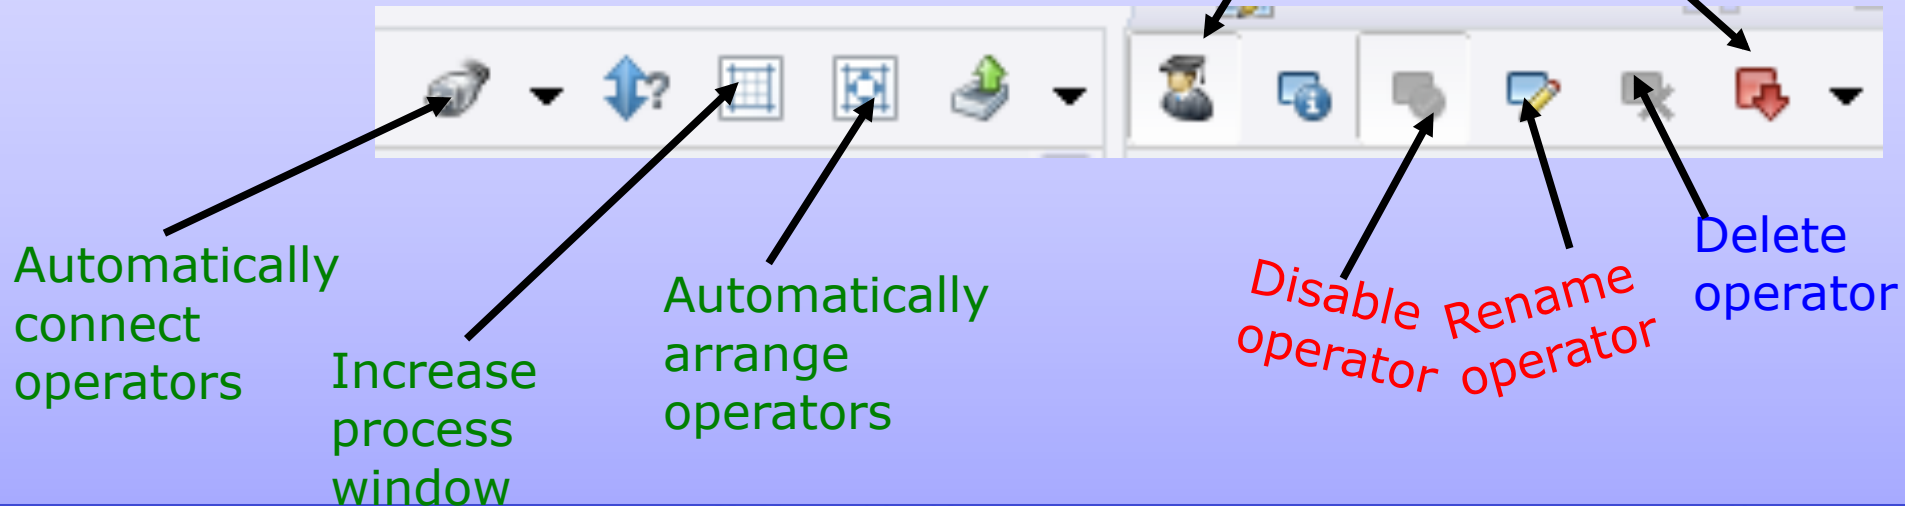 Automatically
connect
operators
Increase
process
window
Automatically
arrange
operators
Disable
operator
Rename
operator
Delete
operator
?
i